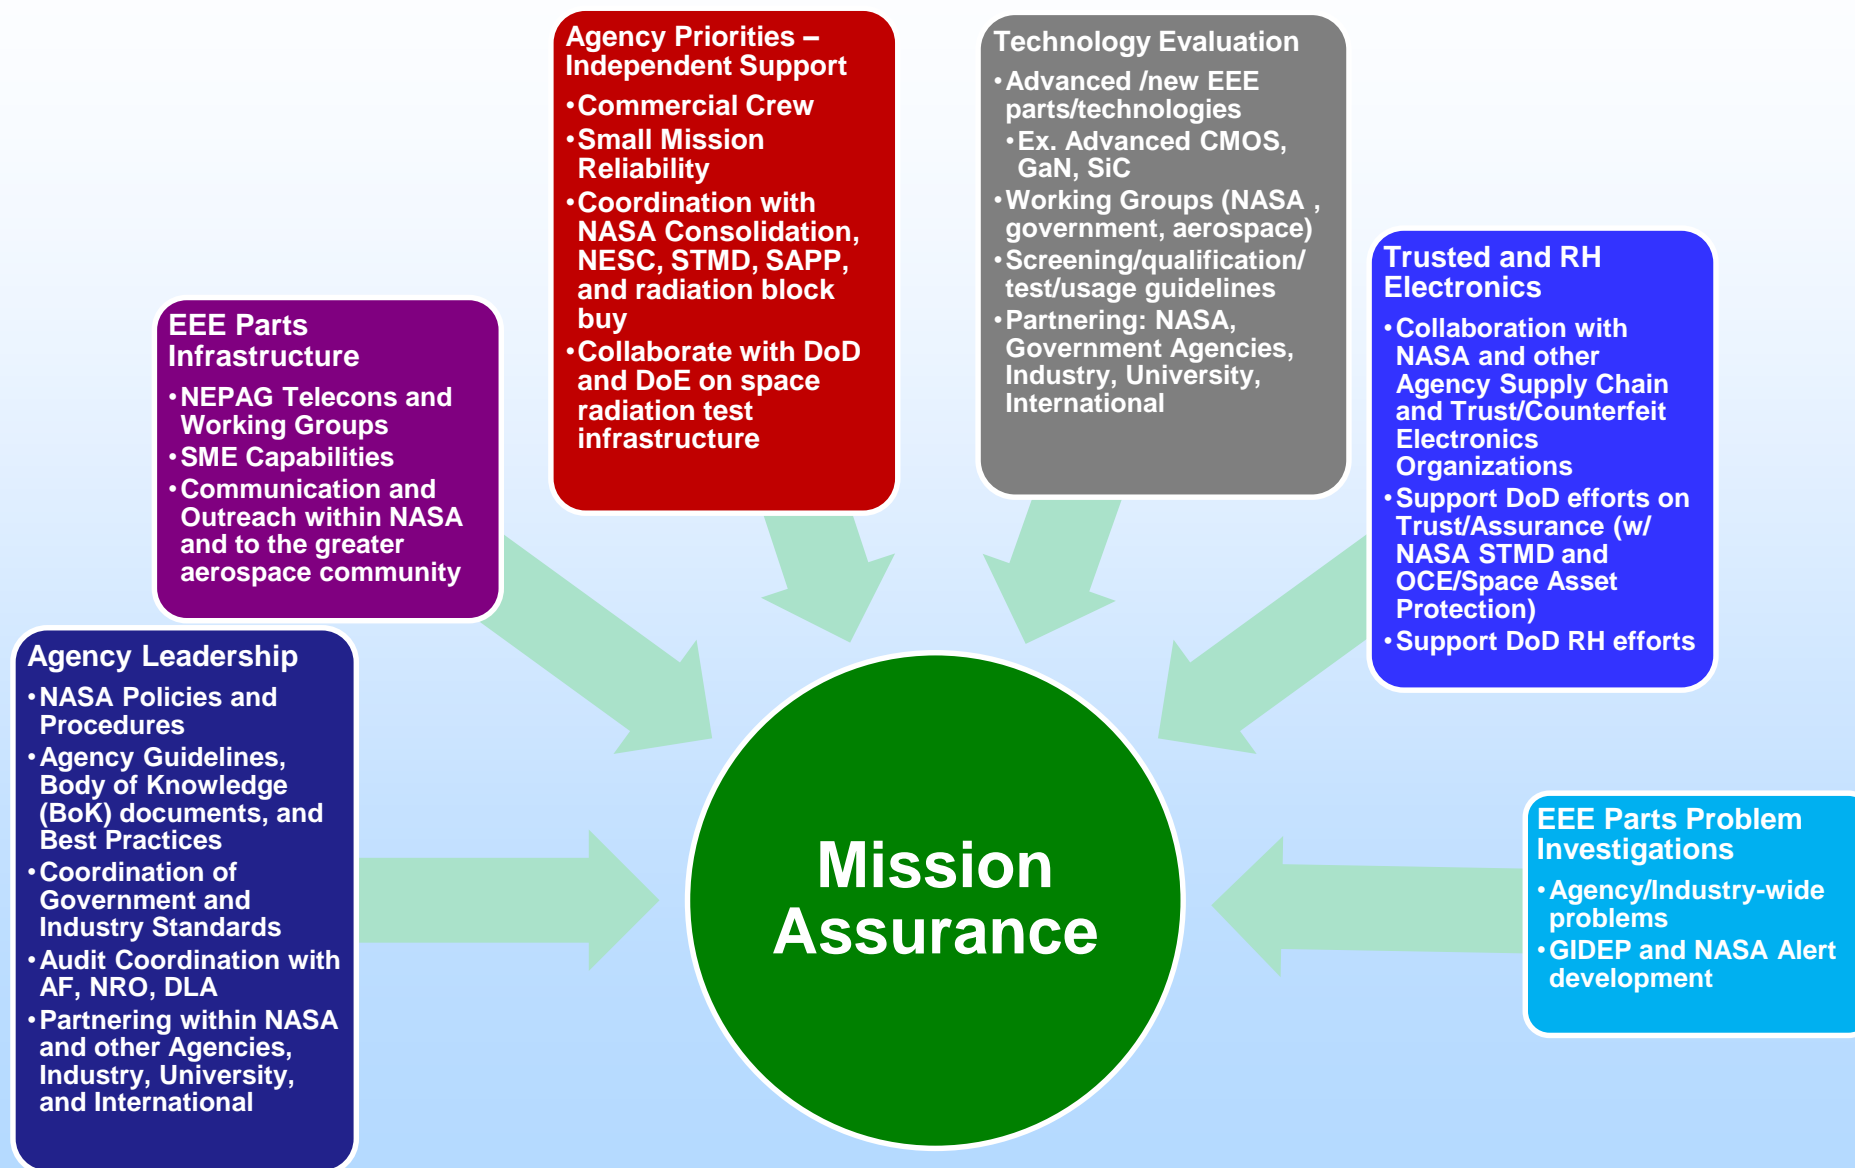 Agency Priorities –
Independent Support
•Commercial Crew
•Small Mission
Reliability
•Coordination with
NASA Consolidation,
NESC, STMD, SAPP,
and radiation block
buy
•Collaborate with DoD
and DoE on space
radiation test
infrastructure
Technology Evaluation
•Advanced /new EEE
parts/technologies
•Ex. Advanced CMOS,
GaN, SiC
•Working Groups (NASA ,
government, aerospace)
•Screening/qualification/
test/usage guidelines
•Partnering: NASA,
Government Agencies,
Industry, University,
International
Trusted and RH
Electronics
•Collaboration with
NASA and other
Agency Supply Chain
and Trust/Counterfeit
Electronics
Organizations
•Support DoD efforts on
Trust/Assurance (w/
NASA STMD and
OCE/Space Asset
Protection)
•Support DoD RH efforts
EEE Parts
Infrastructure
•NEPAG Telecons and
Working Groups
•SME Capabilities
•Communication and
Outreach within NASA
and to the greater
aerospace community
Agency Leadership
•NASA Policies and
Procedures
•Agency Guidelines,
Body of Knowledge
(BoK) documents, and
Best Practices
•Coordination of
Government and
Industry Standards
•Audit Coordination with
AF, NRO, DLA
•Partnering within NASA
and other Agencies,
Industry, University,
and International
Mission
Assurance
EEE Parts Problem
Investigations
•Agency/Industry-wide
problems
•GIDEP and NASA Alert
development